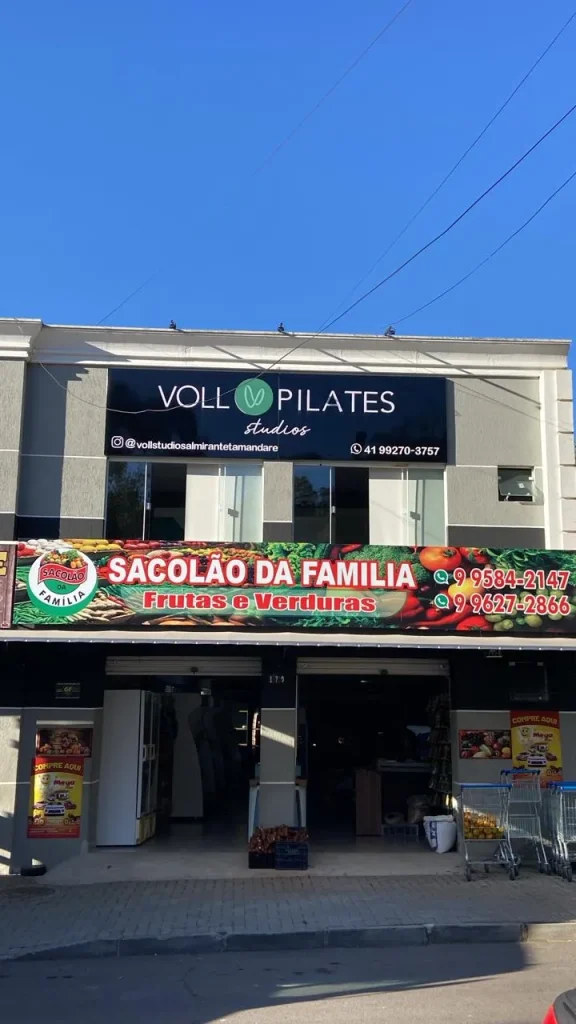 VOLL PILATES
studios
@vollstudiosalmirantetamandare
41 99270-3757
SACOLÃO
DA
FAMÍLIA
SACOLÃO DA FAMILIA
Frutas e Verduras
9 9584-2147
9 9627-2866
COMPRE AQUI
COMPRE AQUI